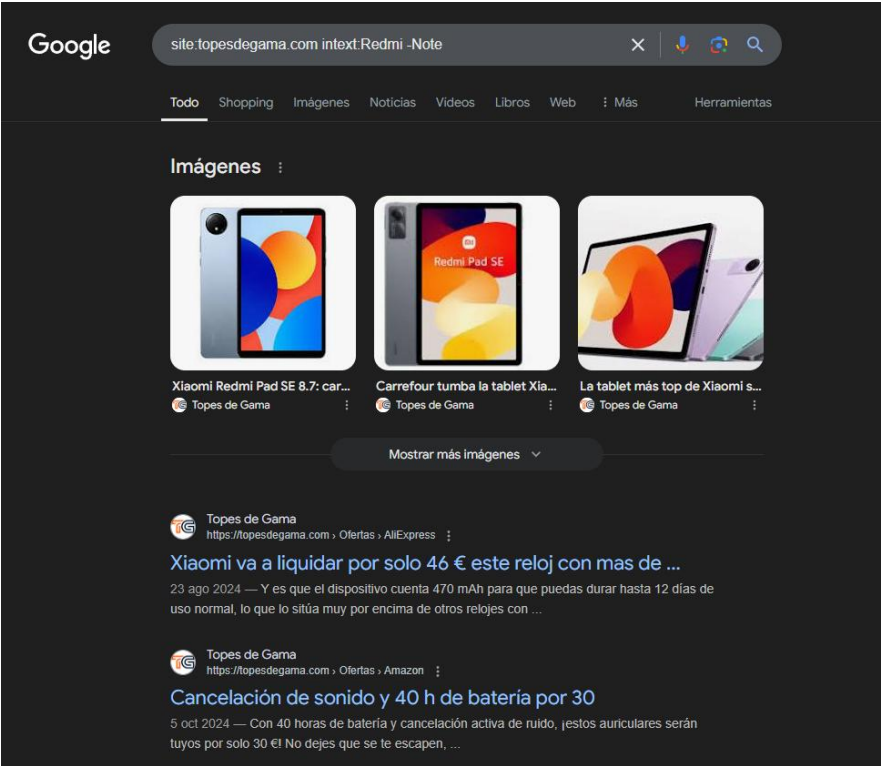 Google
site:topesdegama.com intext:Redmi -Note
Todo Shopping Imágenes Noticias Vídeos Libros Web Más Herramientas
Imágenes
Redmi Pad SE
Xiaomi Redmi Pad SE 8.7: car...
Topes de Gama
Carrefour tumba la tablet Xia...
Topes de Gama
La tablet más top de Xiaomi s...
Topes de Gama
Mostrar más imágenes
TG
Topes de Gama
https://topesdegama.com › Ofertas › AliExpress
Xiaomi va a liquidar por solo 46 € este reloj con mas de ...
23 ago 2024 — Y es que el dispositivo cuenta 470 mAh para que puedas durar hasta 12 días de
uso normal, lo que lo sitúa muy por encima de otros relojes con ...
TG
Topes de Gama
https://topesdegama.com › Ofertas › Amazon
Cancelación de sonido y 40 h de batería por 30
5 oct 2024 — Con 40 horas de batería y cancelación activa de ruido, ¡estos auriculares serán
tuyos por solo 30 €! No dejes que se te escapen, ...